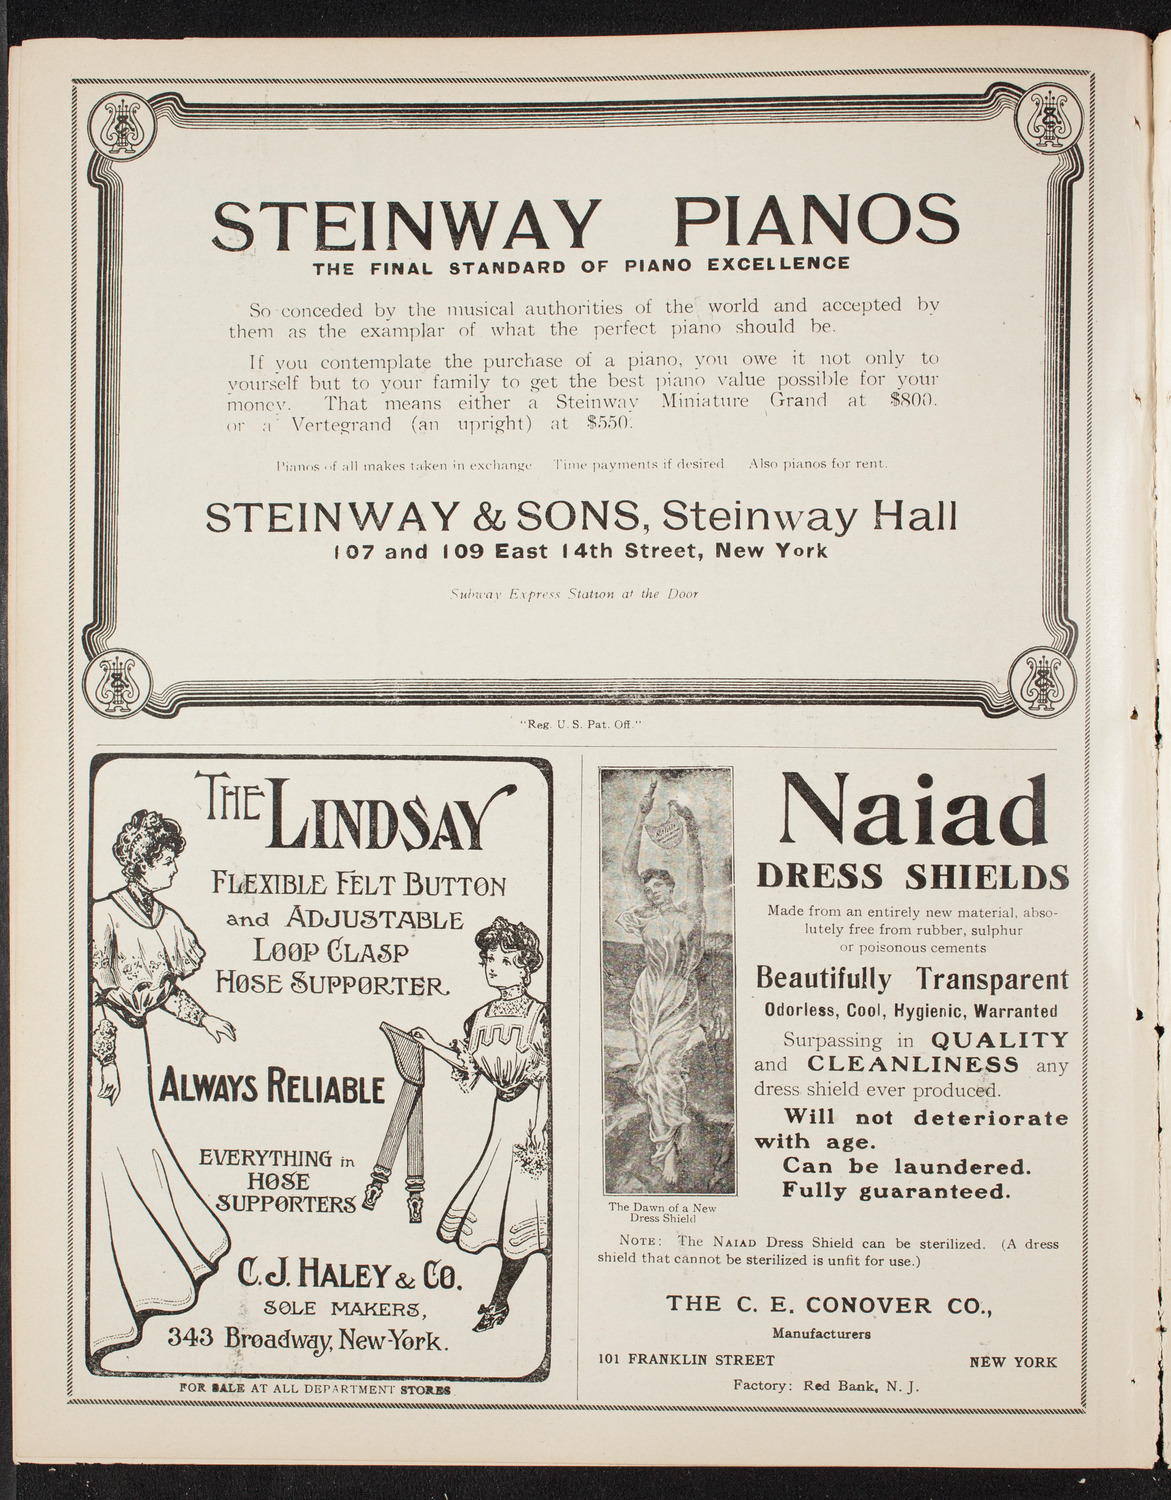 STEINWAY PIANOS
THE FINAL STANDARD OF PIANO EXCELLENCE
So conceded by the musical authorities of the world and accepted by
them as the examplar of what the perfect piano should be.
If you contemplate the purchase of a piano, you owe it not only to
yourself but to your family to get the best piano value possible for your
money. That means either a Steinway Miniature Grand at $800.
or a Vertegrand (an upright) at $550.
Pianos of all makes taken in exchange Time payments if desired Also pianos for rent.
STEINWAY & SONS, Steinway Hall
107 and 109 East 14th Street, New York
Subway Express Station at the Door
"Reg. U. S. Pat. Off."
THE LINDSAY
FLEXIBLE FELT BUTTON
and ADJUSTABLE
LOOP CLASP
HOSE SUPPORTER.
ALWAYS RELIABLE
EVERYTHING in
HOSE
SUPPORTERS
C.J. HALEY & CO.
SOLE MAKERS,
343 Broadway, New-York.
FOR SALE AT ALL DEPARTMENT STORES
Naiad
DRESS SHIELDS
Made from an entirely new material, abso-
lutely free from rubber, sulphur
or poisonous cements
Beautifully Transparent
Odorless, Cool, Hygienic, Warranted
Surpassing in QUALITY
and CLEANLINESS any
dress shield ever produced.
Will not deteriorate
with age.
Can be laundered.
Fully guaranteed.
The Dawn of a New
Dress Shield
NOTE: The NAIAD Dress Shield can be sterilized. (A dress
shield that cannot be sterilized is unfit for use.)
THE C. E. CONOVER CO.,
Manufacturers
101 FRANKLIN STREET NEW YORK
Factory: Red Bank, N. J.